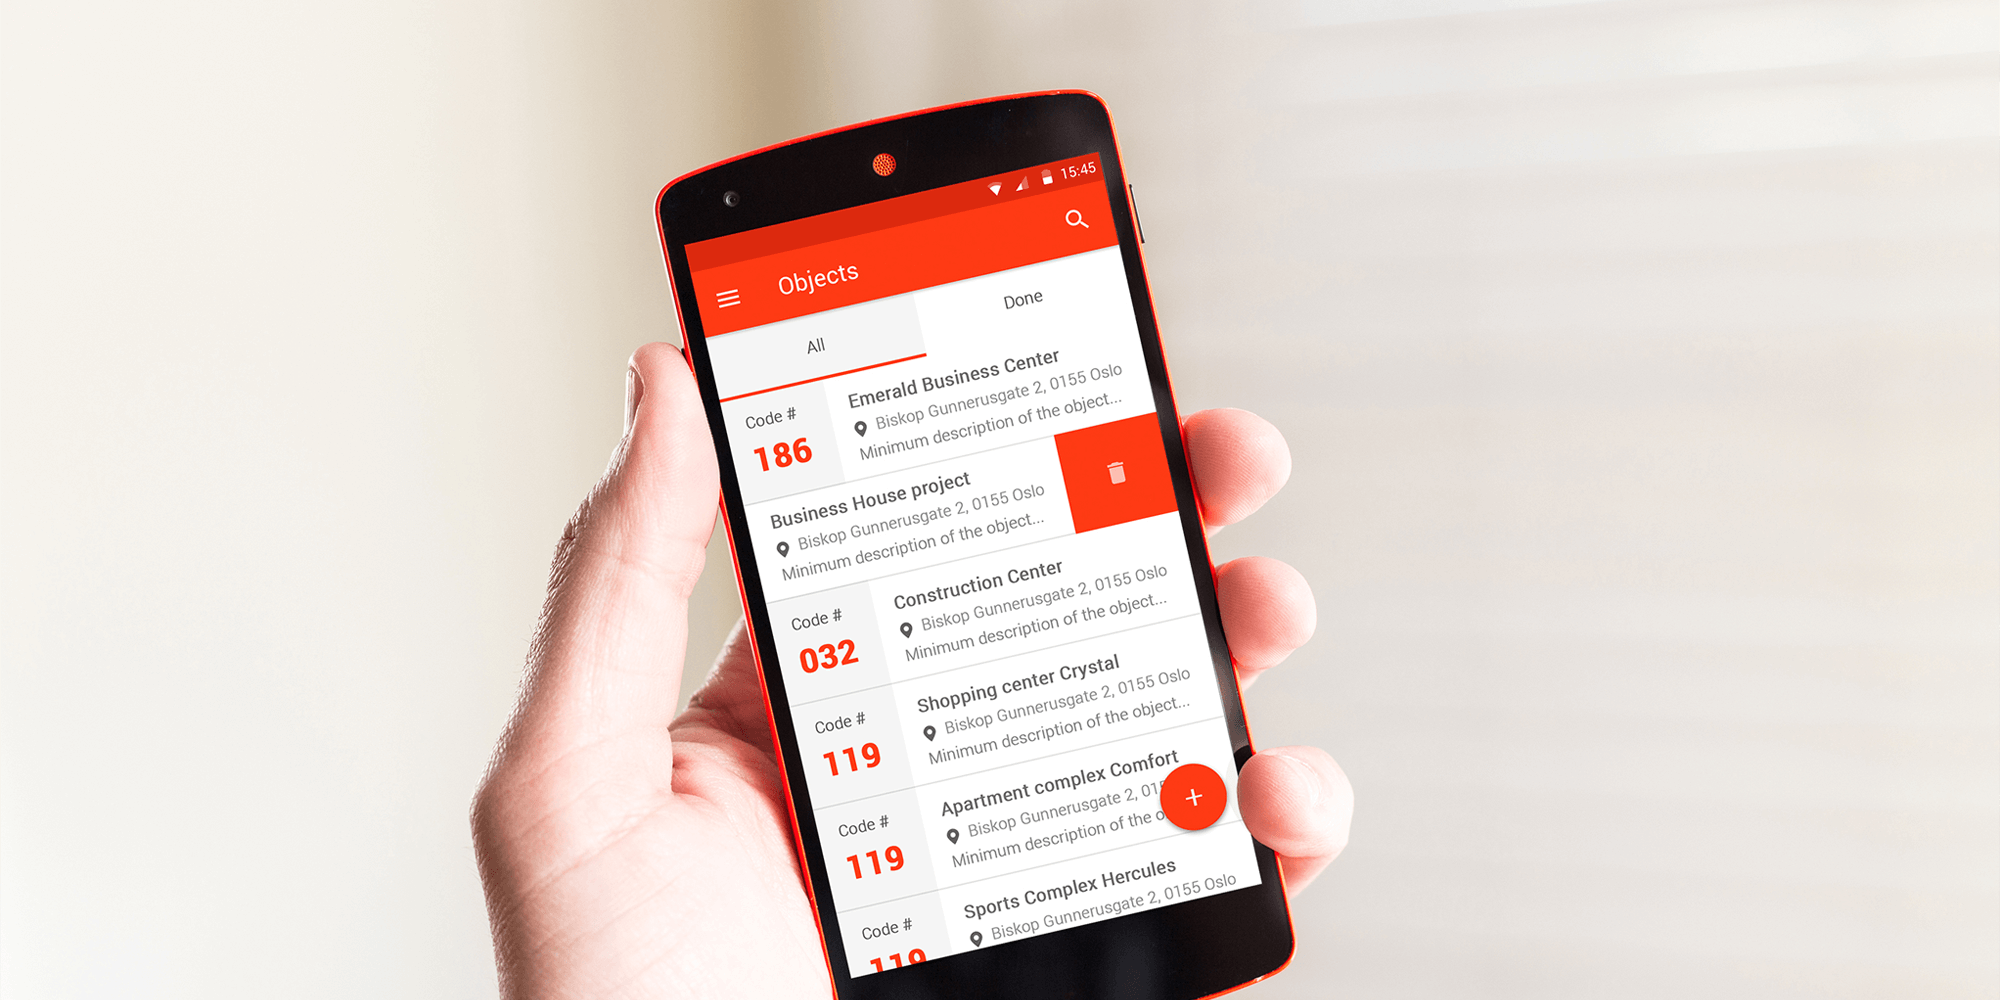 15:45
Objects
All
Done
Code #
186
Emerald Business Center
Biskop Gunnerusgate 2, 0155 Oslo
Minimum description of the object...
Business House project
Biskop Gunnerusgate 2, 0155 Oslo
Minimum description of the object...
Code #
032
Construction Center
Biskop Gunnerusgate 2, 0155 Oslo
Minimum description of the object...
Code #
119
Shopping center Crystal
Biskop Gunnerusgate 2, 0155 Oslo
Minimum description of the object...
Code #
119
Apartment complex Comfort
Biskop Gunnerusgate 2,
Minimum description of the
Code #
119
Sports Complex Hercules
Biskop Gunnerusgate 2, 0155 Oslo